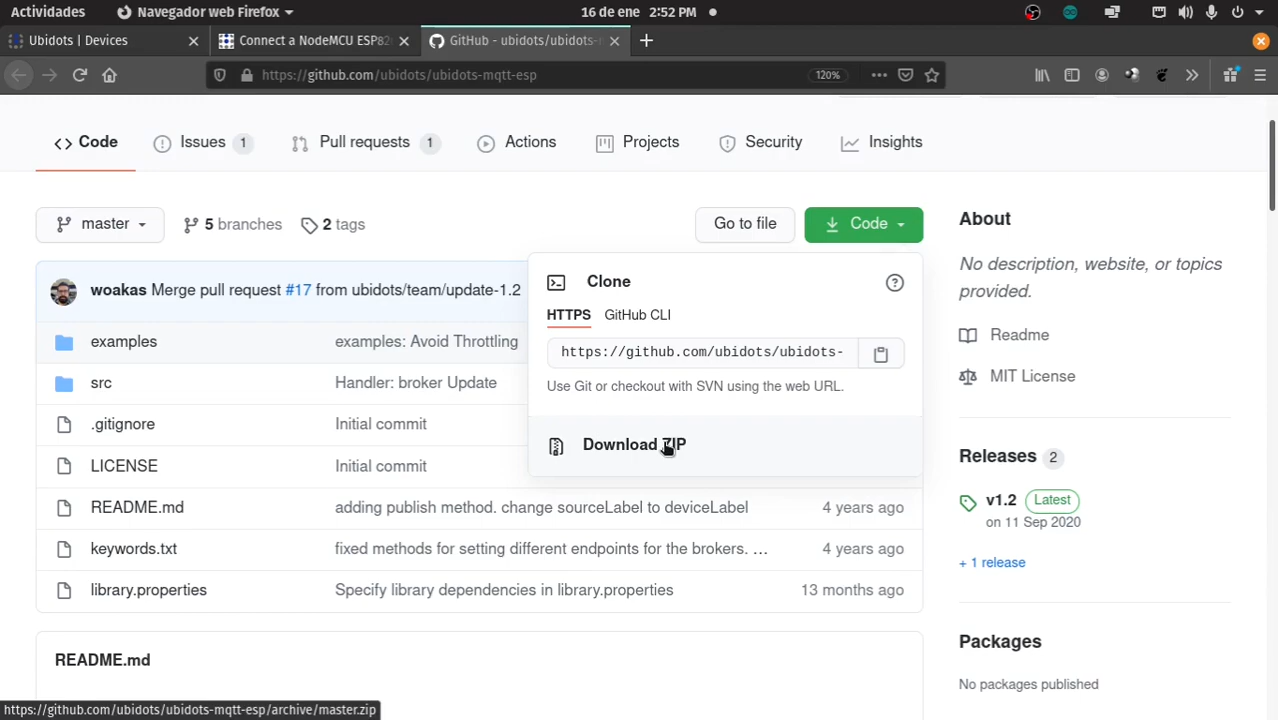 Actividades
Navegador web Firefox
16 de ene 2:52 PM
Ubidots | Devices
Connect a NodeMCU ESP82
GitHub - ubidots/ubidots-
https://github.com/ubidots/ubidots-mqtt-esp
120%
Code
Issues 1
Pull requests 1
Actions
Projects
Security
Insights
master
5 branches
2 tags
Go to file
Code
woakas Merge pull request #17 from ubidots/team/update-1.2
examples
examples: Avoid Throttling
src
Handler: broker Update
.gitignore
Initial commit
LICENSE
Initial commit
README.md
adding publish method. change sourceLabel to deviceLabel
4 years ago
keywords.txt
fixed methods for setting different endpoints for the brokers. ...
4 years ago
library.properties
Specify library dependencies in library.properties
13 months ago
Clone
HTTPS
GitHub CLI
https://github.com/ubidots/ubidots-
Use Git or checkout with SVN using the web URL.
Download ZIP
README.md
About
No description, website, or topics
provided.
Readme
MIT License
Releases 2
v1.2 Latest
on 11 Sep 2020
+ 1 release
Packages
No packages published
https://github.com/ubidots/ubidots-mqtt-esp/archive/master.zip